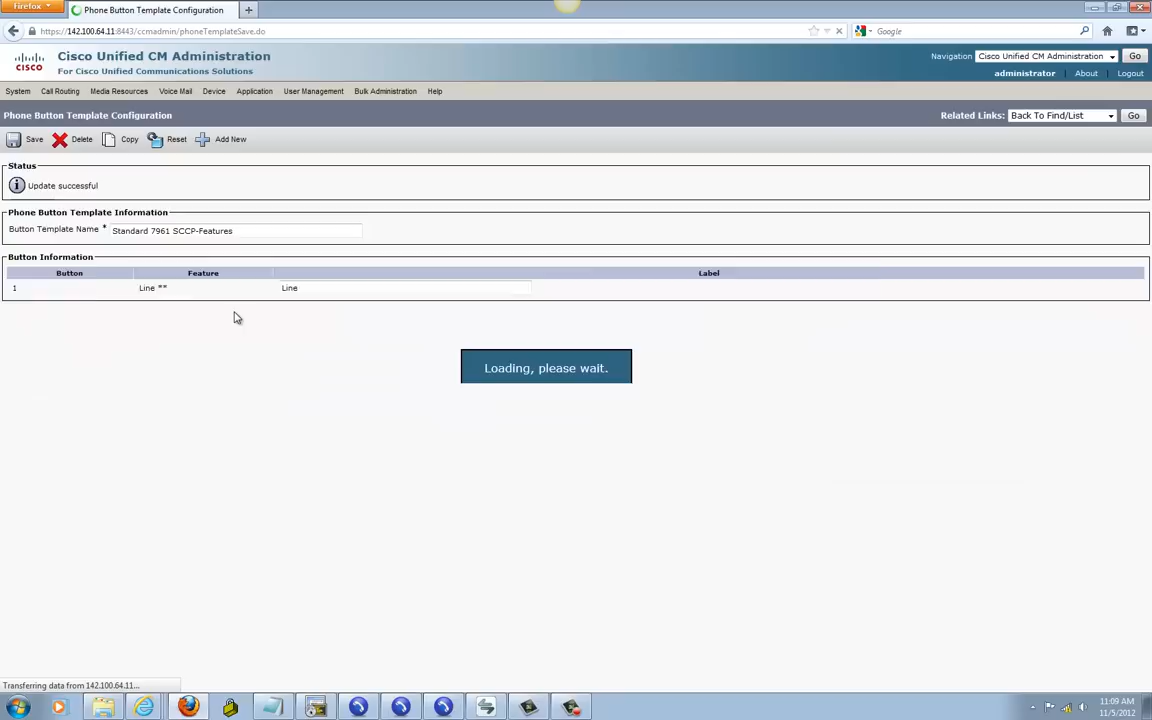 Firefox
Phone Button Template Configuration
https://142.100.64.11:8443/ccmadmin/phoneTemplateSave.do
Google
cisco
Cisco Unified CM Administration
For Cisco Unified Communications Solutions
Navigation Cisco Unified CM Administration Go
administrator About Logout
System Call Routing Media Resources Voice Mail Device Application User Management Bulk Administration Help
Phone Button Template Configuration
Related Links: Back To Find/List Go
Save Delete Copy Reset Add New
Status
Update successful
Phone Button Template Information
Button Template Name * Standard 7961 SCCP-Features
Button Information
Button Feature Label
1 Line ** Line
Loading, please wait.
Transferring data from 142.100.64.11...
11:09 AM
11/5/2012